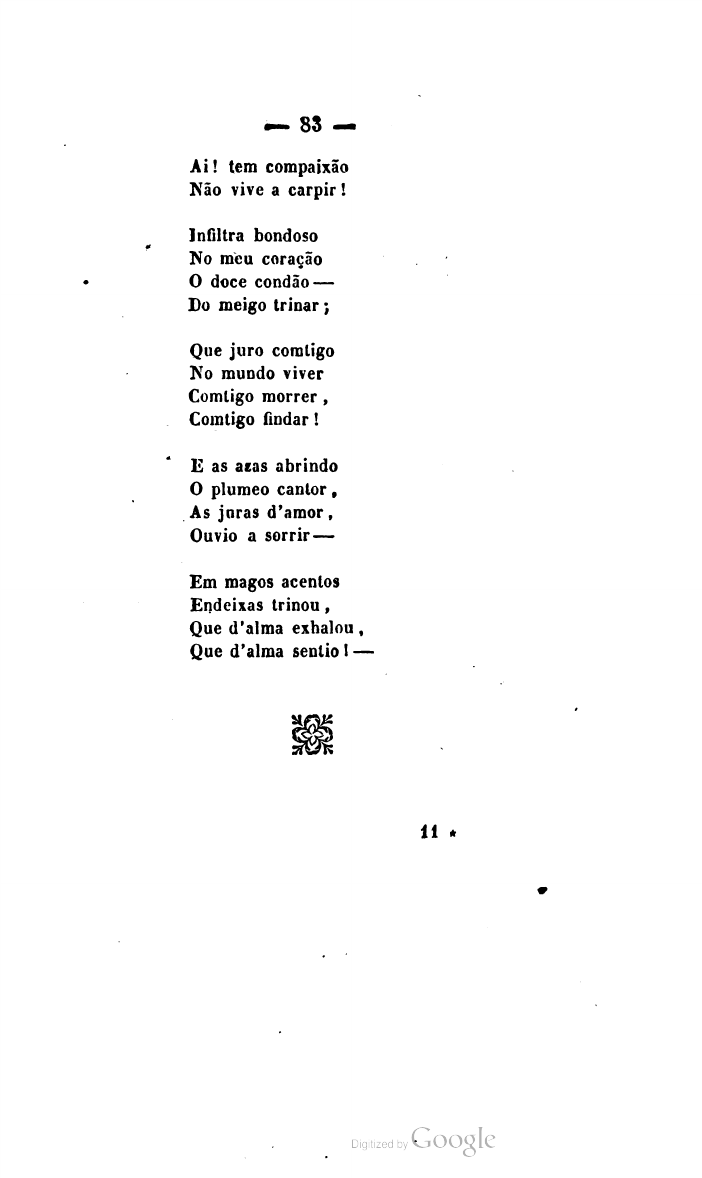 — 83 —
Ai! tem compaixão
Não vive a carpir!
Infiltra bondoso
No meu coração
O doce condão—
Do meigo trinar;
Que juro comtigo
No mundo viver
Comtigo morrer,
Comtigo findar!
E as azas abrindo
O plumeo cantor,
As juras d'amor,
Ouvio a sorrir—
Em magos acentos
Endeixas trinou,
Que d'alma exhalou,
Que d'alma sentio!—
11 *
Digitized by Google